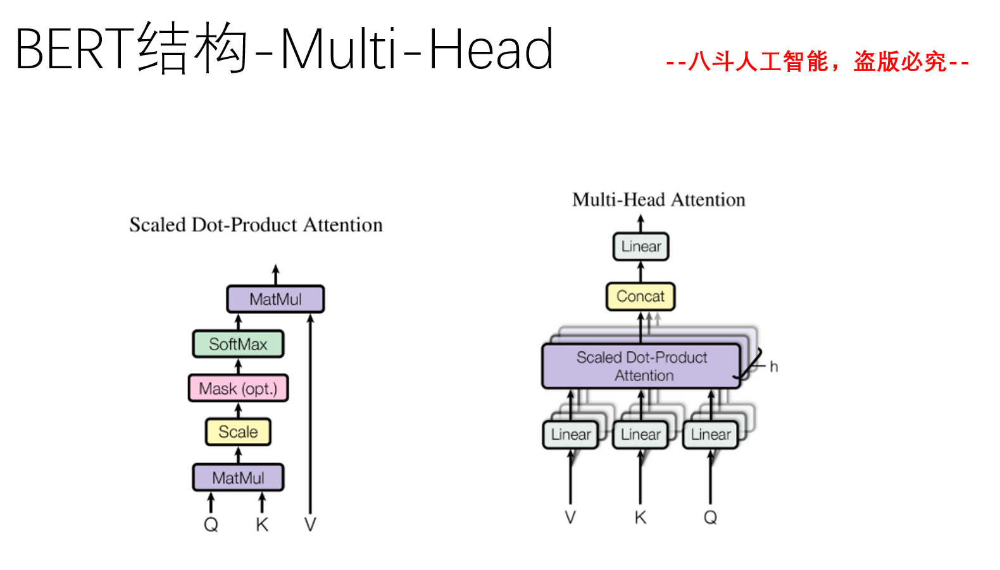 BERT结构-Multi-Head
--八斗人工智能，盗版必究--
Scaled Dot-Product Attention
MatMul
SoftMax
Mask (opt.)
Scale
MatMul
Q
K
V
Multi-Head Attention
Linear
Concat
Scaled Dot-Product
Attention
h
Linear
Linear
Linear
V
K
Q